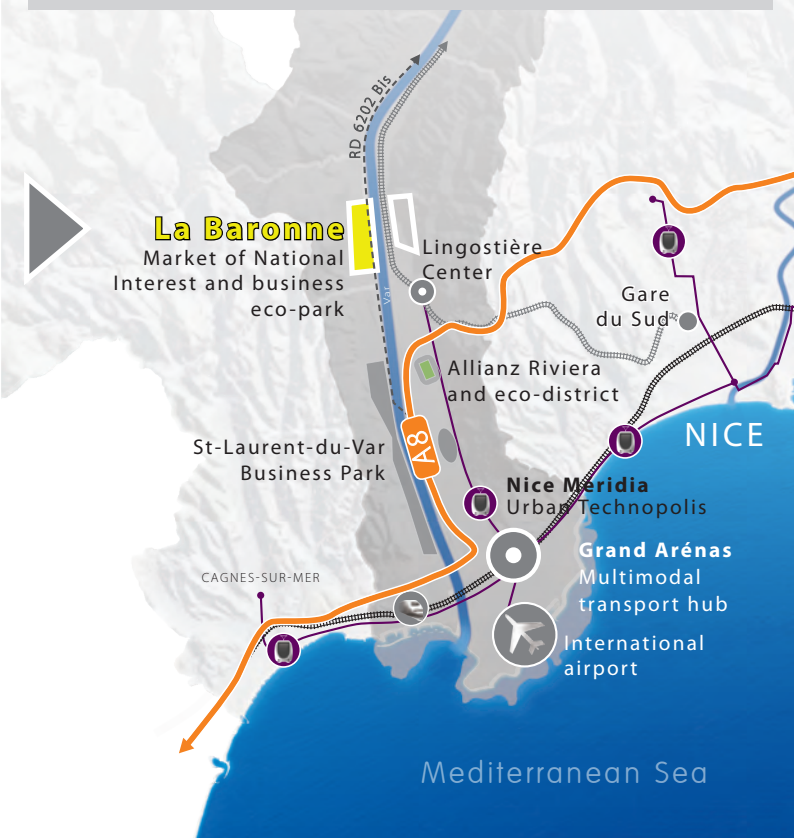 RD 6202 Bis
La Baronne
Market of National
Interest and business
eco-park
Lingostière
Center
Var
Gare
du Sud
Allianz Riviera
and eco-district
A8
St-Laurent-du-Var
Business Park
NICE
Nice Meridia
Urban Technopolis
Grand Arénas
Multimodal
transport hub
CAGNES-SUR-MER
International
airport
Mediterranean Sea